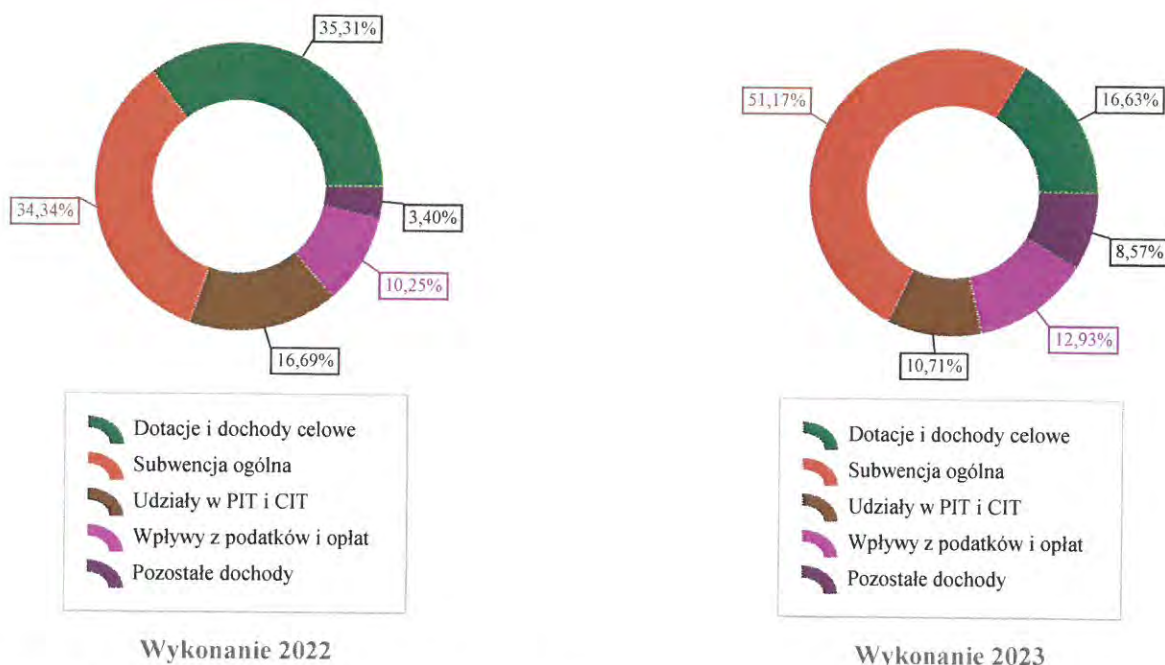 35,31%
34,34%
3,40%
10,25%
16,69%
Dotacje i dochody celowe
Subwencja ogólna
Udziały w PIT i CIT
Wpływy z podatków i opłat
Pozostałe dochody
Wykonanie 2022
51,17%
16,63%
8,57%
12,93%
10,71%
Dotacje i dochody celowe
Subwencja ogólna
Udziały w PIT i CIT
Wpływy z podatków i opłat
Pozostałe dochody
Wykonanie 2023